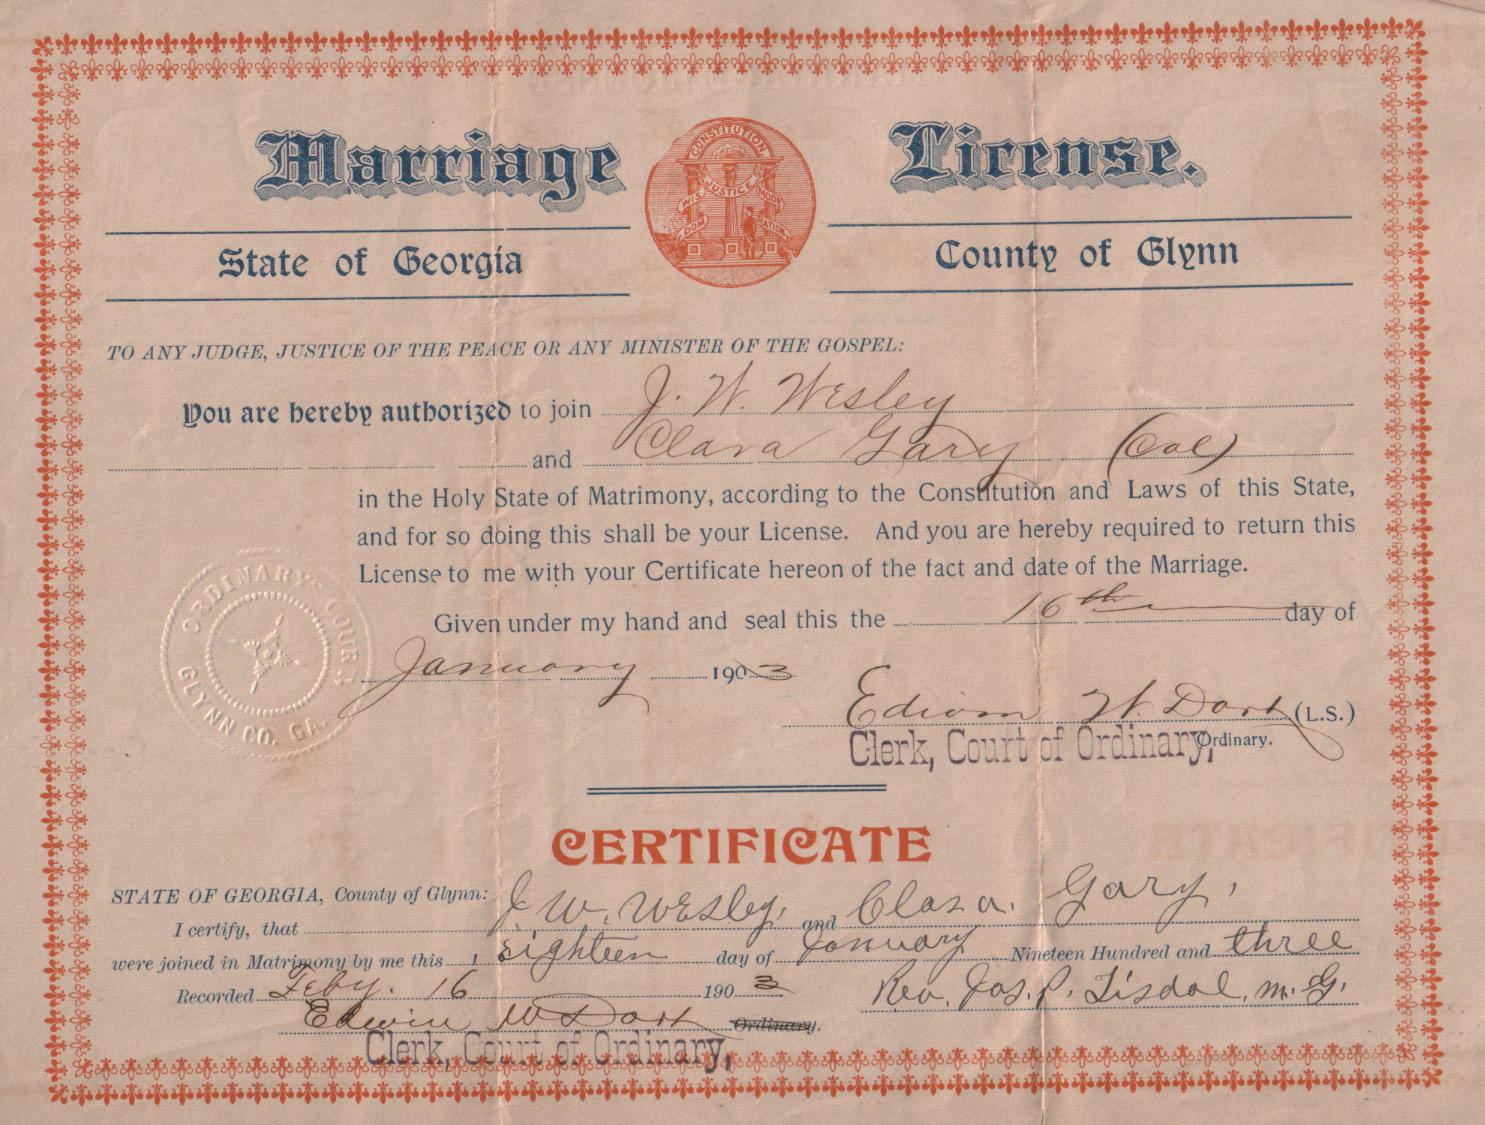 Marriage License.
CONSTITUTION
WIS DOM JUSTICE MODE RATION
State of Georgia County of Glynn
TO ANY JUDGE, JUSTICE OF THE PEACE OR ANY MINISTER OF THE GOSPEL:
You are hereby authorized to join J. W. Wesley
and Clara Gary (Col)
in the Holy State of Matrimony, according to the Constitution and Laws of this State,
and for so doing this shall be your License. And you are hereby required to return this
License to me with your Certificate hereon of the fact and date of the Marriage.
Given under my hand and seal this the 16th day of
January 1903
ORDINARY'S COURT
GLYNN CO. GA.
Edwin W. Dart (L.S.)
Clerk, Court of Ordinary, Ordinary.
CERTIFICATE
STATE OF GEORGIA, County of Glynn:
I certify, that J. W. Wesley, and Clara. Gary,
were joined in Matrimony by me this eighteen day of January Nineteen Hundred and three
Recorded Feby. 16 1903 Rev. Jas. P. Tisdal, M. G.
Edwin W. Dart Ordinary.
Clerk, Court of Ordinary,